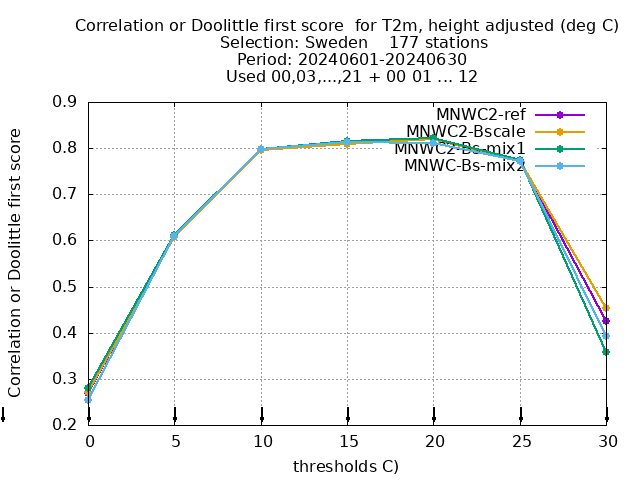 Correlation or Doolittle first score  for T2m, height adjusted (deg C)
Selection: Sweden    177 stations
Period: 20240601-20240630
Used 00,03,...,21 + 00 01 ... 12
MNWC2-ref
MNWC2-Bscale
MNWC2-Bs-mix1
MNWC-Bs-mix2
Correlation or Doolittle first score
0.9
0.8
0.7
0.6
0.5
0.4
0.3
0.2
0 5 10 15 20 25 30
thresholds C)